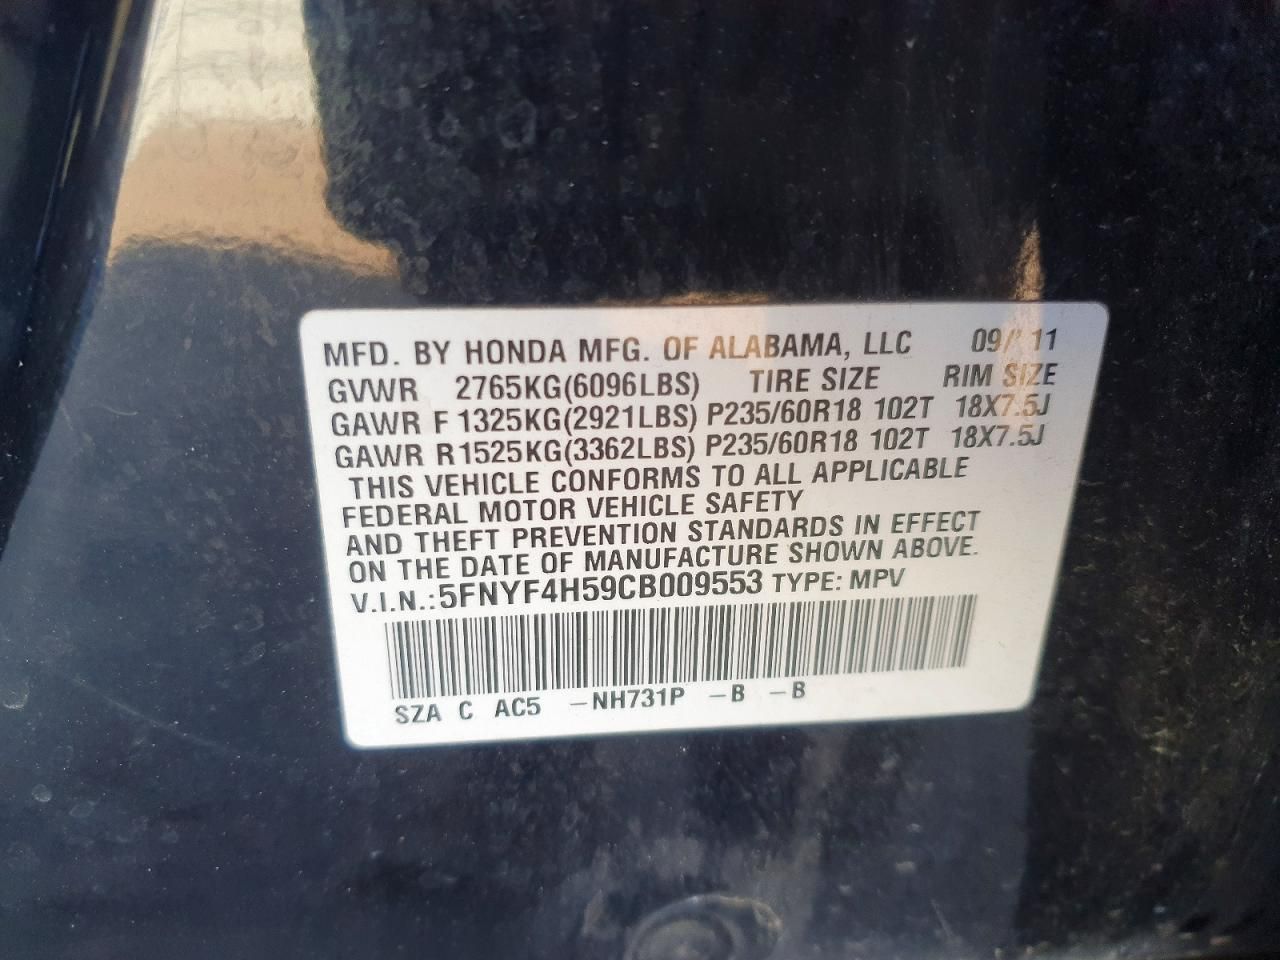 MFD. BY HONDA MFG. OF ALABAMA, LLC 09/ 11
GVWR 2765KG(6096LBS) TIRE SIZE RIM SIZE
GAWR F 1325KG(2921LBS) P235/60R18 102T 18X7.5J
GAWR R 1525KG(3362LBS) P235/60R18 102T 18X7.5J
THIS VEHICLE CONFORMS TO ALL APPLICABLE
FEDERAL MOTOR VEHICLE SAFETY
AND THEFT PREVENTION STANDARDS IN EFFECT
ON THE DATE OF MANUFACTURE SHOWN ABOVE.
V.I.N.: 5FNYF4H59CB009553 TYPE: MPV
SZA C AC5 –NH731P –B –B